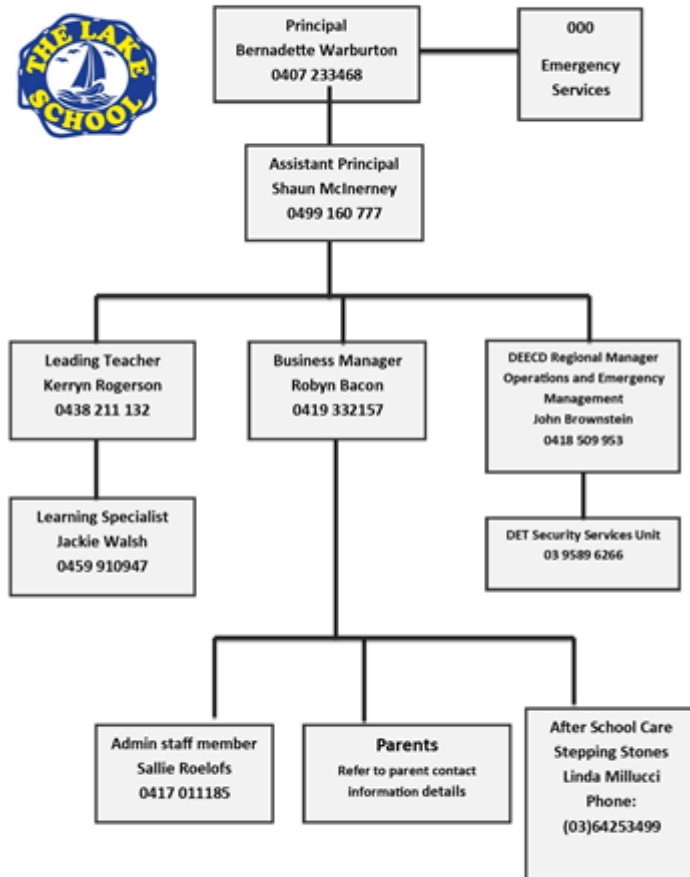 THE LAKE
SCHOOL
Principal
Bernadette Warburton
0407 233468
000
Emergency
Services
Assistant Principal
Shaun McInerney
0499 160 777
Leading Teacher
Kerryn Rogerson
0438 211 132
Business Manager
Robyn Bacon
0419 332157
DEECD Regional Manager
Operations and Emergency
Management
John Brownstein
0418 509 953
Learning Specialist
Jackie Walsh
0459 910947
DET Security Services Unit
03 9589 6266
Admin staff member
Sallie Roelofs
0417 011185
Parents
Refer to parent contact
information details
After School Care
Stepping Stones
Linda Millucci
Phone:
(03)64253499